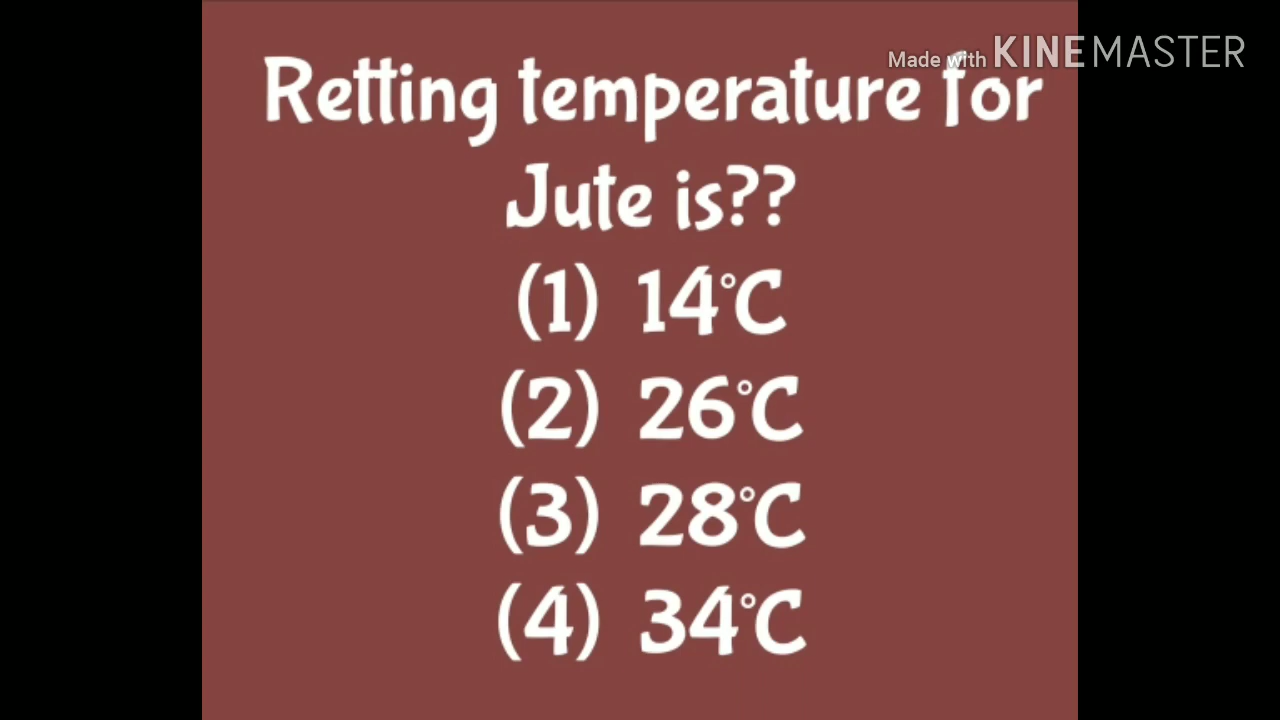 Made with KINEMASTER
Retting temperature for
Jute is??
(1) 14°C
(2) 26°C
(3) 28°C
(4) 34°C